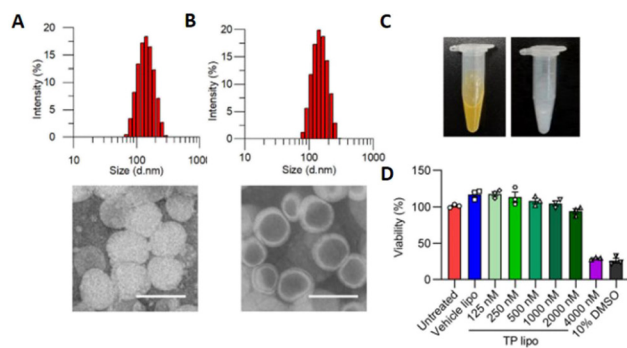 A
B
C
20
15
10
5
0
Intensity (%)
10
100
100(
Size (d.nm)
20
15
10
5
0
Intensity (%)
10
100
1000
Size (d.nm)
D
150
100
50
0
Viability (%)
Untreated
Vehicle lipo
125 nM
250 nM
500 nM
1000 nM
2000 nM
4000 nM
10% DMSO
TP lipo